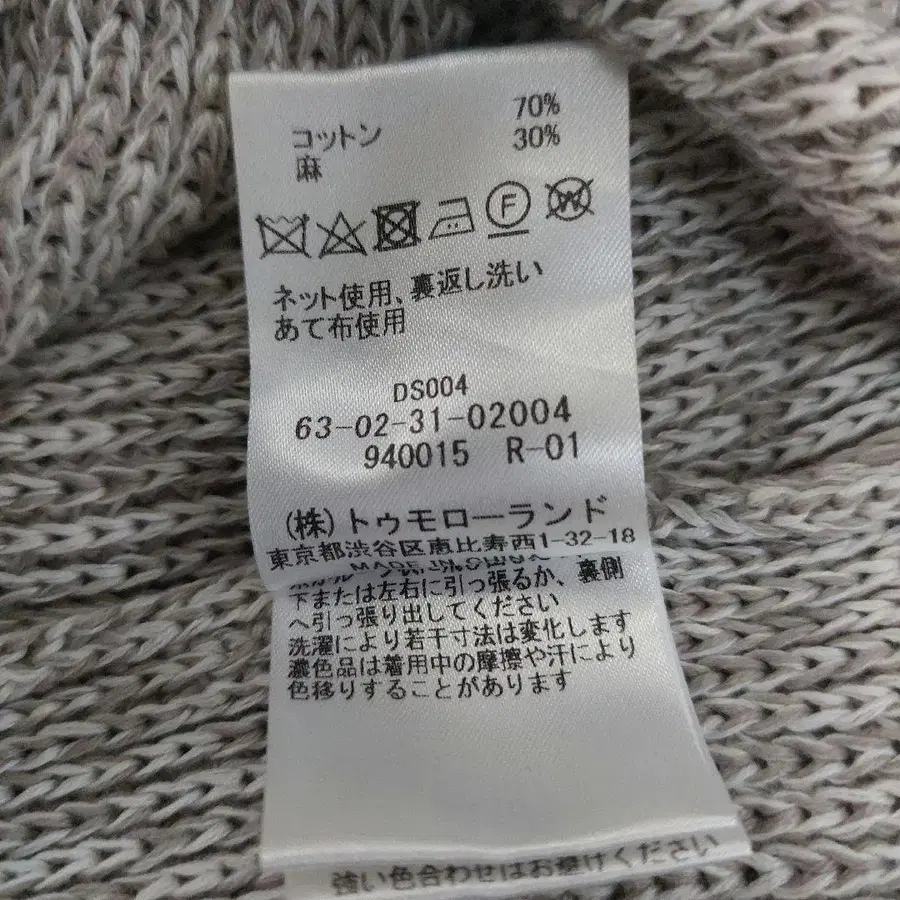 コットン 70%
麻 30%
F W
ネット使用、裏返し洗い
あて布使用
DS004
63-02-31-02004
940015 R-01
(株)トゥモローランド
東京都渋谷区恵比寿西1-32-18
MADE IN
下または左右に引っ張るか、裏側
へ引っ張り出してください
洗濯により若干寸法は変化します
濃色品は着用中の摩擦や汗により
色移りすることがあります
強い色合わせはお避けください